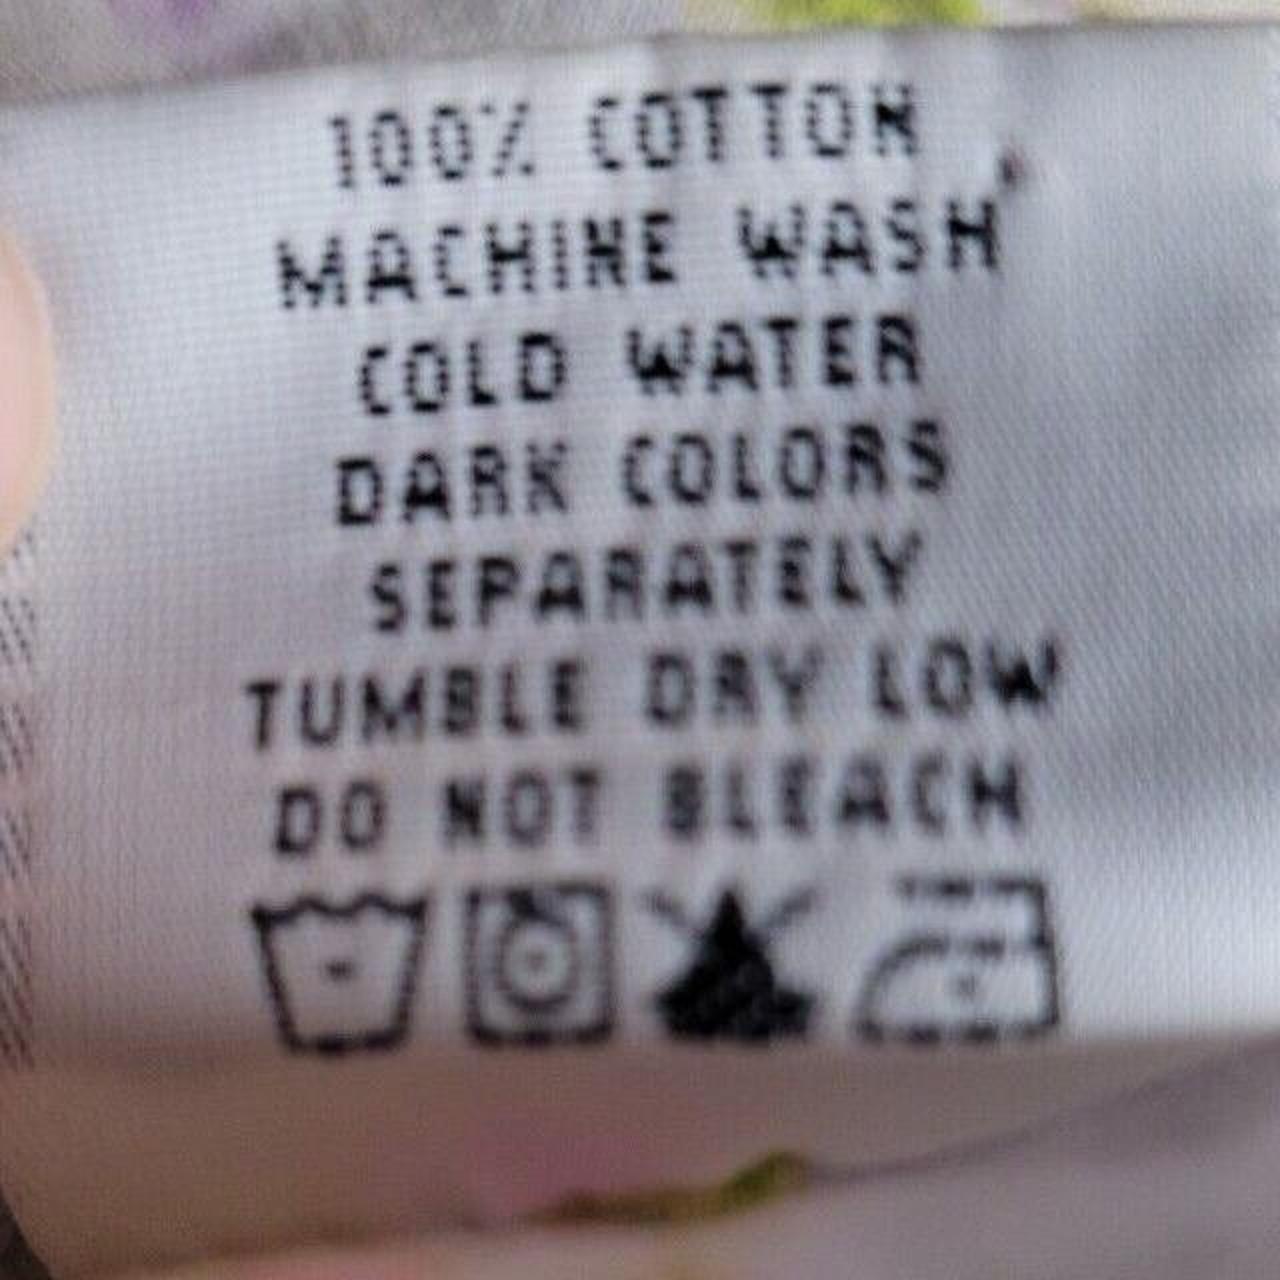 100% COTTON
MACHINE WASH
COLD WATER
DARK COLORS
SEPARATELY
TUMBLE DRY LOW
DO NOT BLEACH